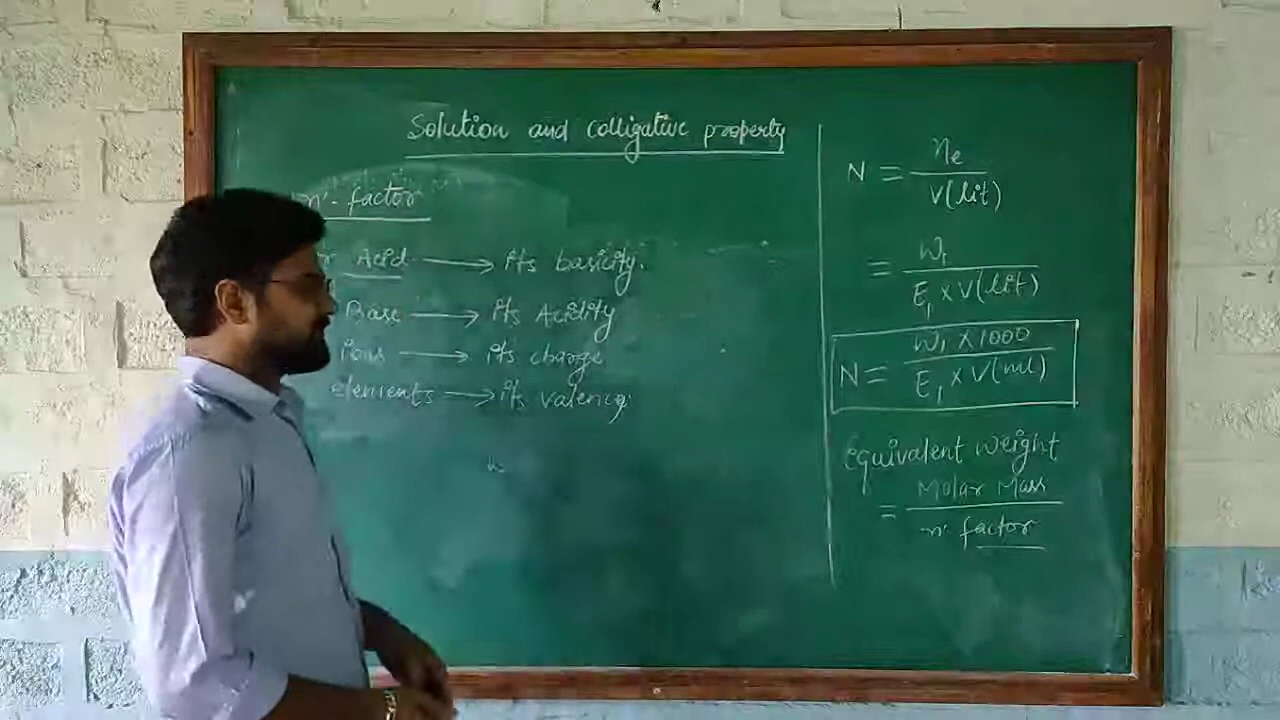 Solution and colligative property
'n'- factor
Acid → its basicity.
Base → its Acidity
ions → its charge
elements → its valency.
N = ne / V(lit)
= W1 / E1 × V(lit)
N = W1 × 1000 / E1 × V(ml)
Equivalent weight
= Molar Mass / n. factor